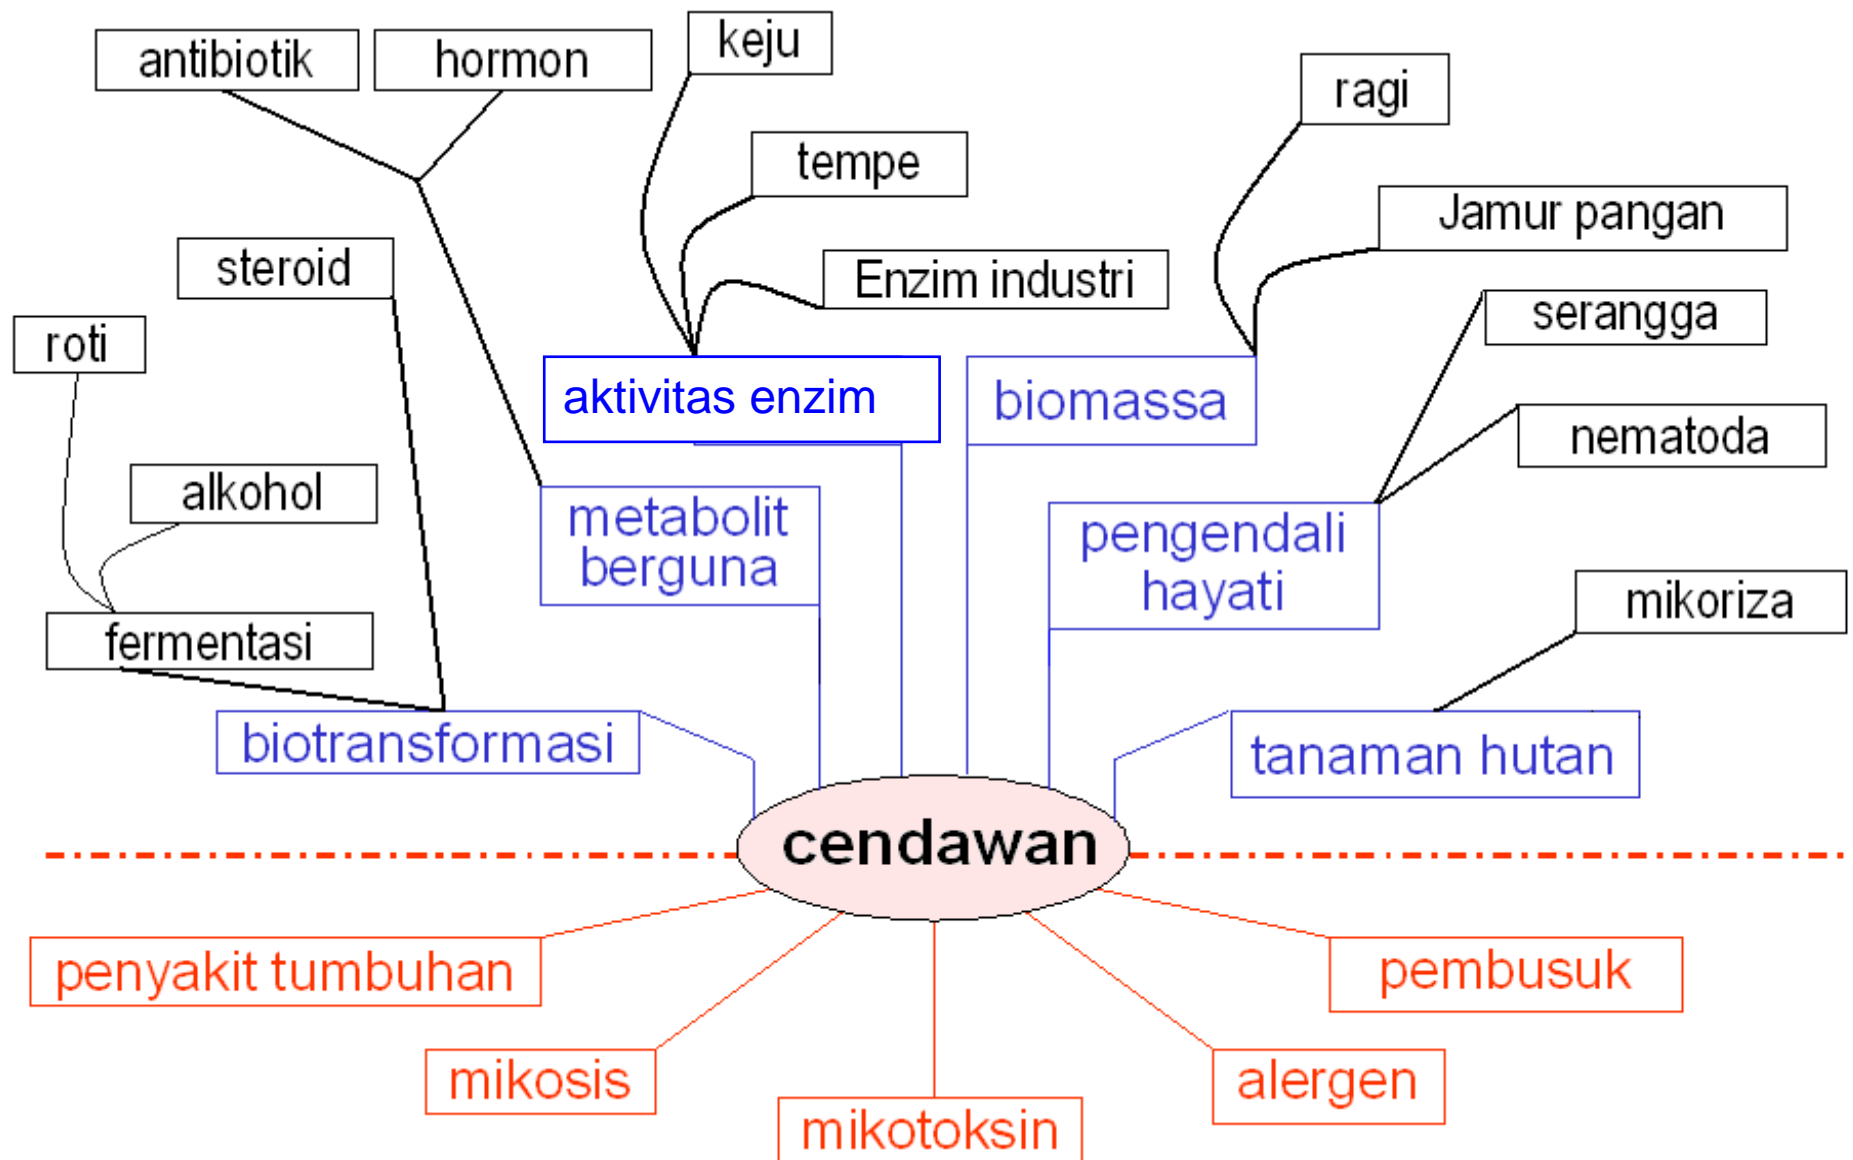 antibiotik
hormon
keju
ragi
tempe
Jamur pangan
steroid
Enzim industri
serangga
roti
aktivitas enzim
biomassa
nematoda
alkohol
metabolit
berguna
pengendali
hayati
mikoriza
fermentasi
biotransformasi
tanaman hutan
cendawan
penyakit tumbuhan
pembusuk
mikosis
alergen
mikotoksin